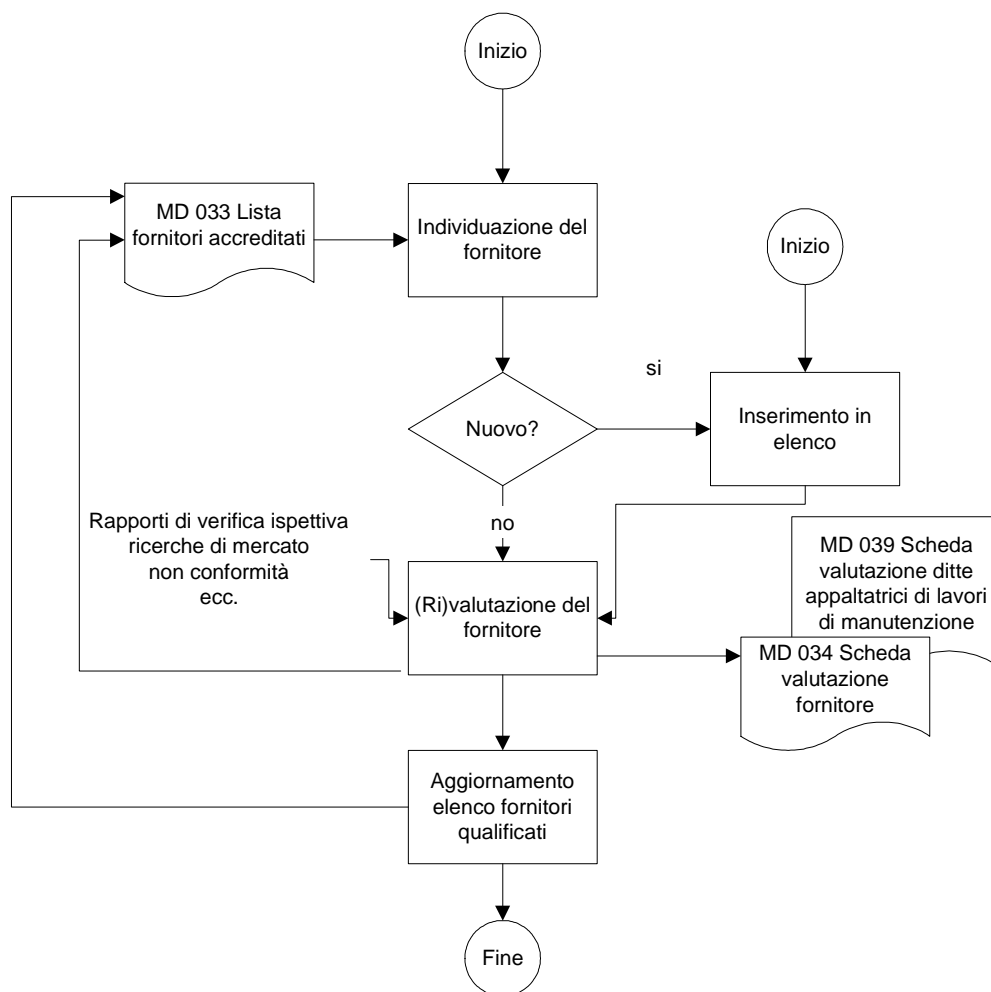 Inizio
MD 033 Lista
fornitori accreditati
Individuazione del
fornitore
Inizio
si
Nuovo?
Inserimento in
elenco
no
Rapporti di verifica ispettiva
ricerche di mercato
non conformità
ecc.
(Ri)valutazione del
fornitore
MD 039 Scheda
valutazione ditte
appaltatrici di lavori
di manutenzione
MD 034 Scheda
valutazione
fornitore
Aggiornamento
elenco fornitori
qualificati
Fine